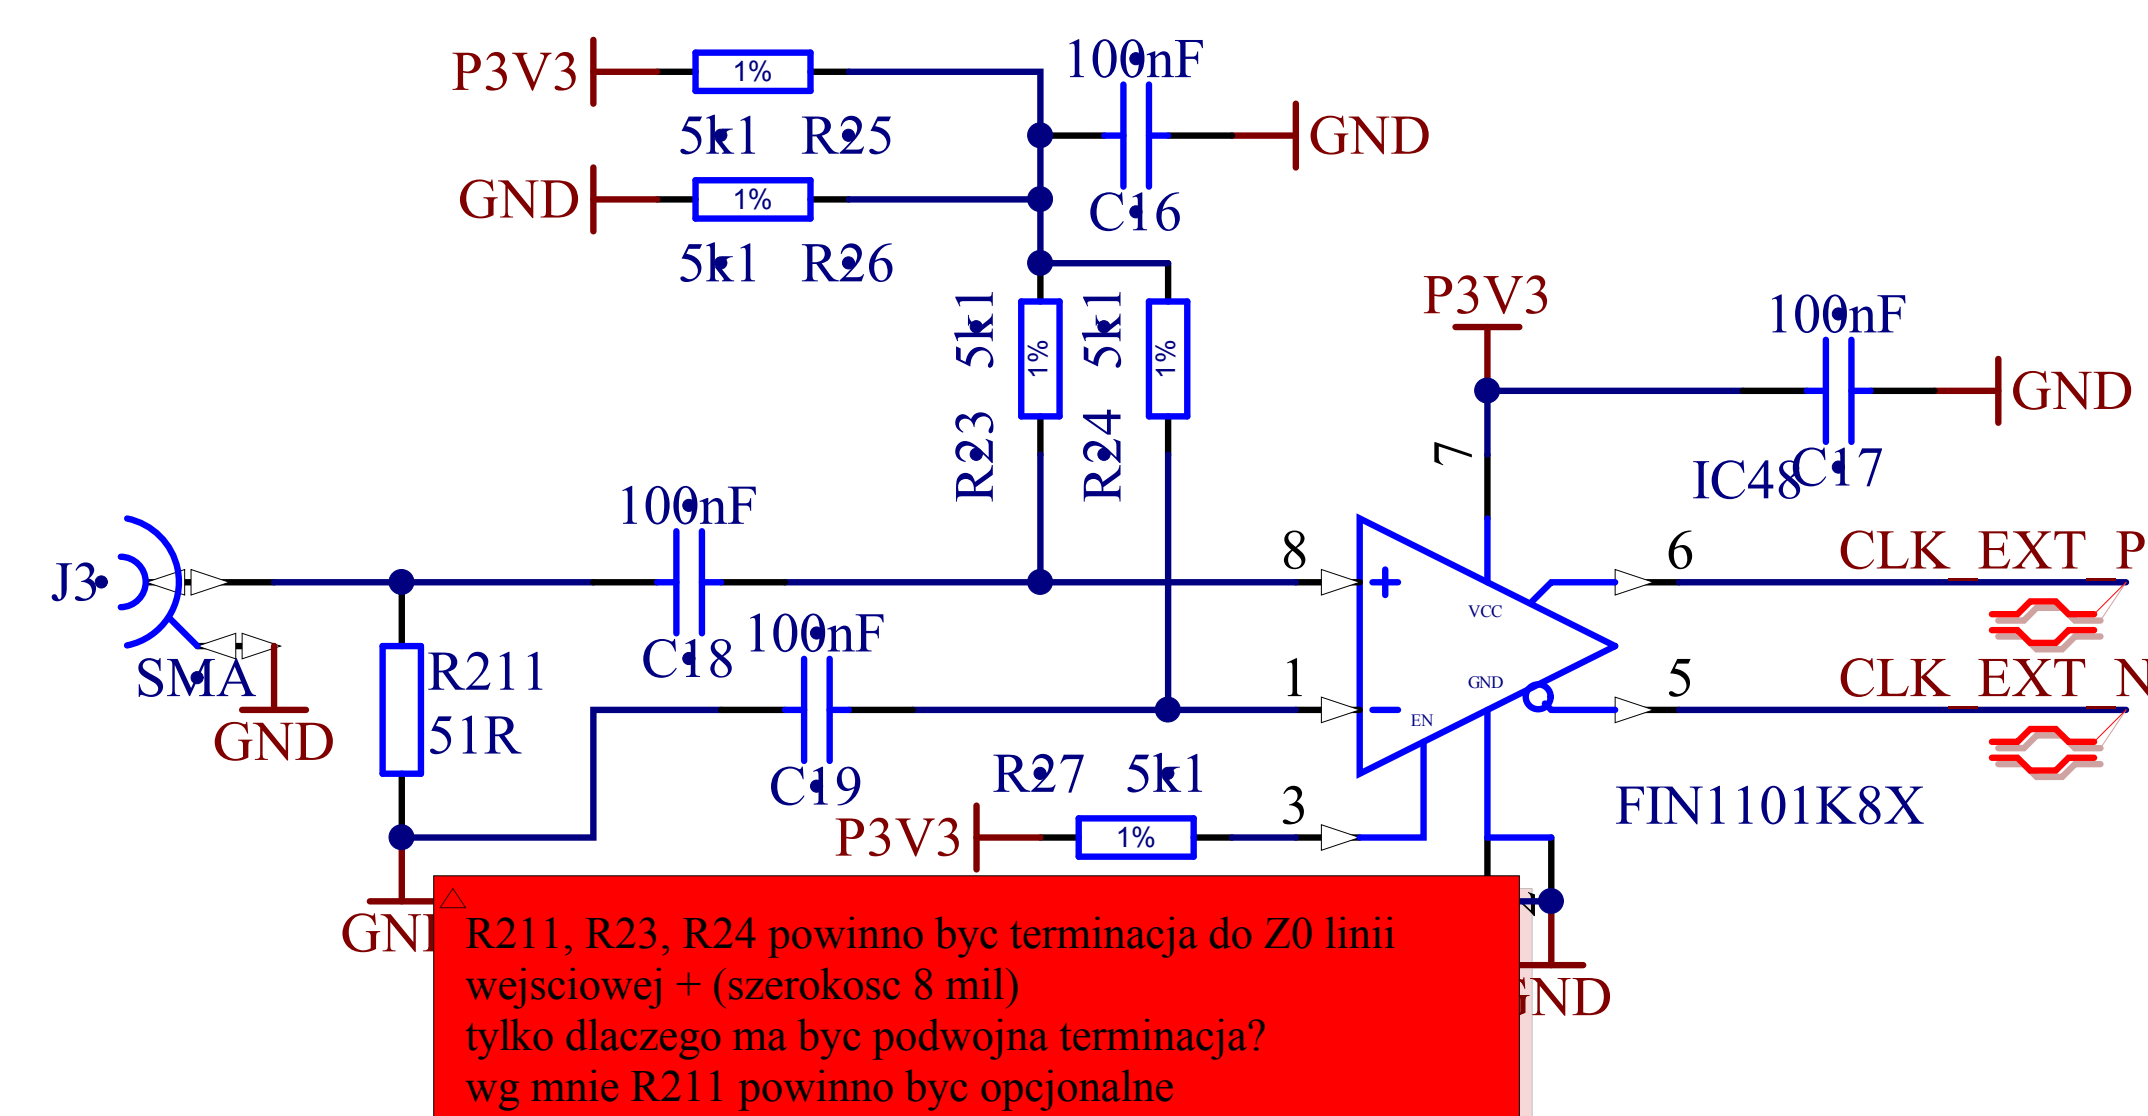 100nF
P3V3
1%
5k1 R25
GND
GND
1%
C16
5k1 R26
P3V3
100nF
5k1
1%
5k1
1%
GND
R23
R24
7
IC48
C17
100nF
8
6
CLK_EXT_P
J3
VCC
100nF
C18
R211
SMA
1
GND
5
CLK_EXT_N
EN
GND
51R
C19
R27 5k1
3
FIN1101K8X
P3V3
1%
GND
R211, R23, R24 powinno byc terminacja do Z0 linii
wejsciowej + (szerokosc 8 mil)
GND
tylko dlaczego ma byc podwojna terminacja?
wg mnie R211 powinno byc opcjonalne